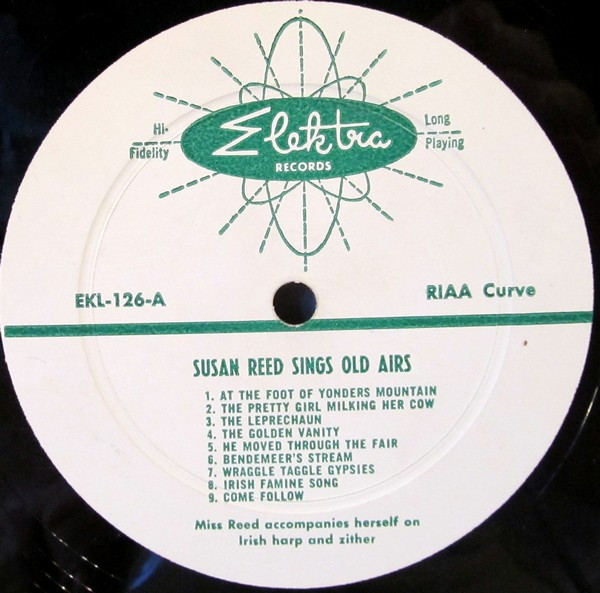 Elektra
RECORDS
Hi-
Fidelity
Long
Playing
EKL-126-A
RIAA Curve
SUSAN REED SINGS OLD AIRS
1. AT THE FOOT OF YONDERS MOUNTAIN
2. THE PRETTY GIRL MILKING HER COW
3. THE LEPRECHAUN
4. THE GOLDEN VANITY
5. HE MOVED THROUGH THE FAIR
6. BENDEMEER'S STREAM
7. WRAGGLE TAGGLE GYPSIES
8. IRISH FAMINE SONG
9. COME FOLLOW
Miss Reed accompanies herself on
Irish harp and zither